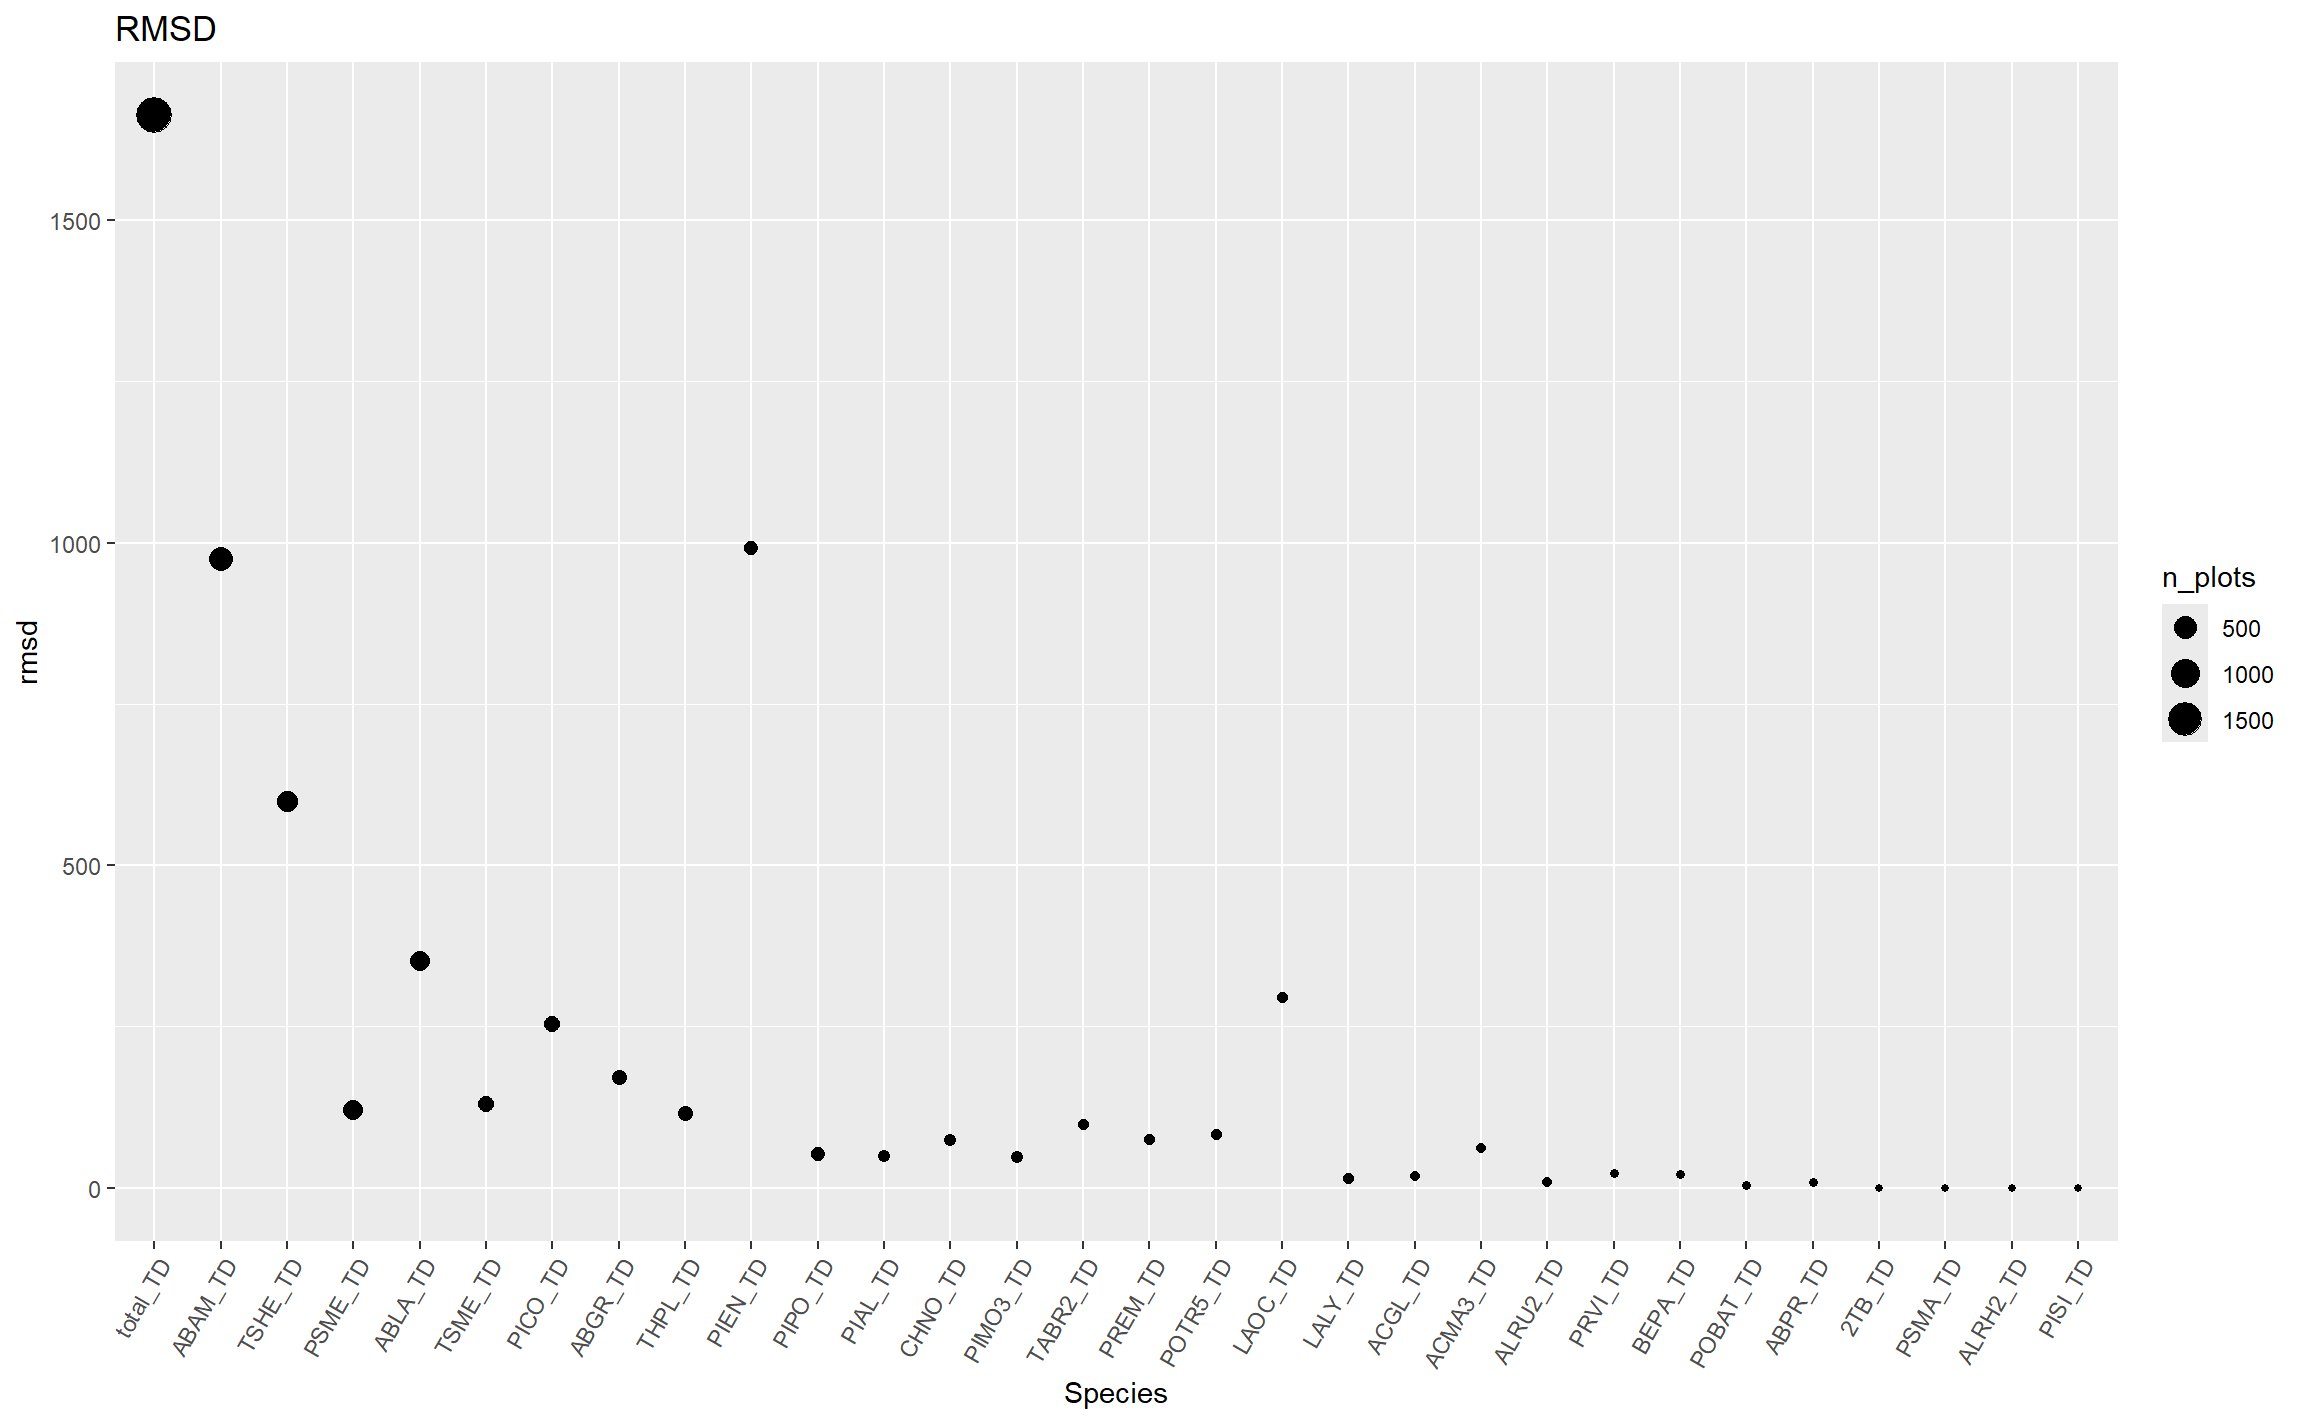 RMSD
1500
1000
500
0
rmsd
total_TD
ABAM_TD
TSHE_TD
PSME_TD
ABLA_TD
TSME_TD
PICO_TD
ABGR_TD
THPL_TD
PIEN_TD
PIPO_TD
PIAL_TD
CHNO_TD
PIMO3_TD
TABR2_TD
PREM_TD
POTR5_TD
LAOC_TD
LALY_TD
ACGL_TD
ACMA3_TD
ALRU2_TD
PRVI_TD
BEPA_TD
POBAT_TD
ABPR_TD
2TB_TD
PSMA_TD
ALRH2_TD
PISI_TD
Species
n_plots
500
1000
1500